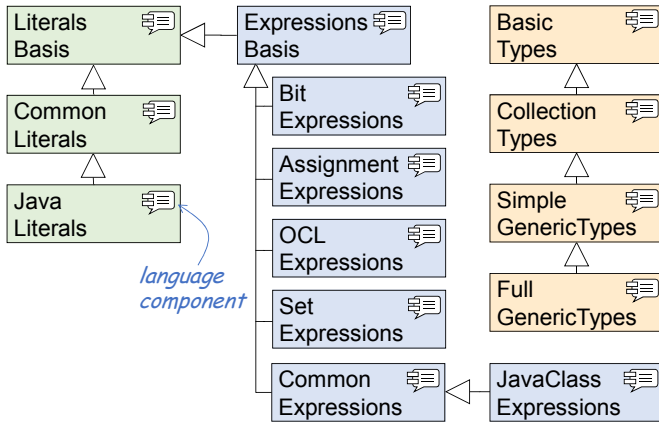 Literals
Basis
Expressions
Basis
Basic
Types
Common
Literals
Bit
Expressions
Collection
Types
Java
Literals
Assignment
Expressions
Simple
GenericTypes
language
component
OCL
Expressions
Full
GenericTypes
Set
Expressions
Common
Expressions
JavaClass
Expressions